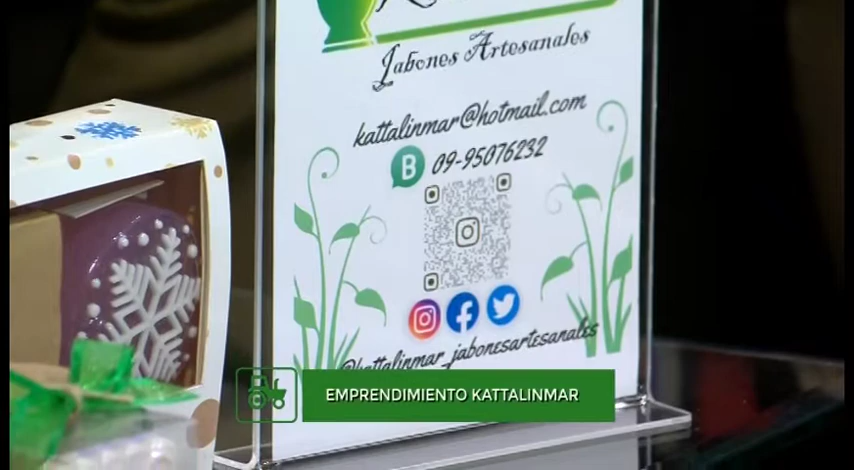 Jabones Artesanales
kattalinmar@hotmail.com
B 09-95076232
@kattalinmar_jabonesartesanales
EMPRENDIMIENTO KATTALINMAR